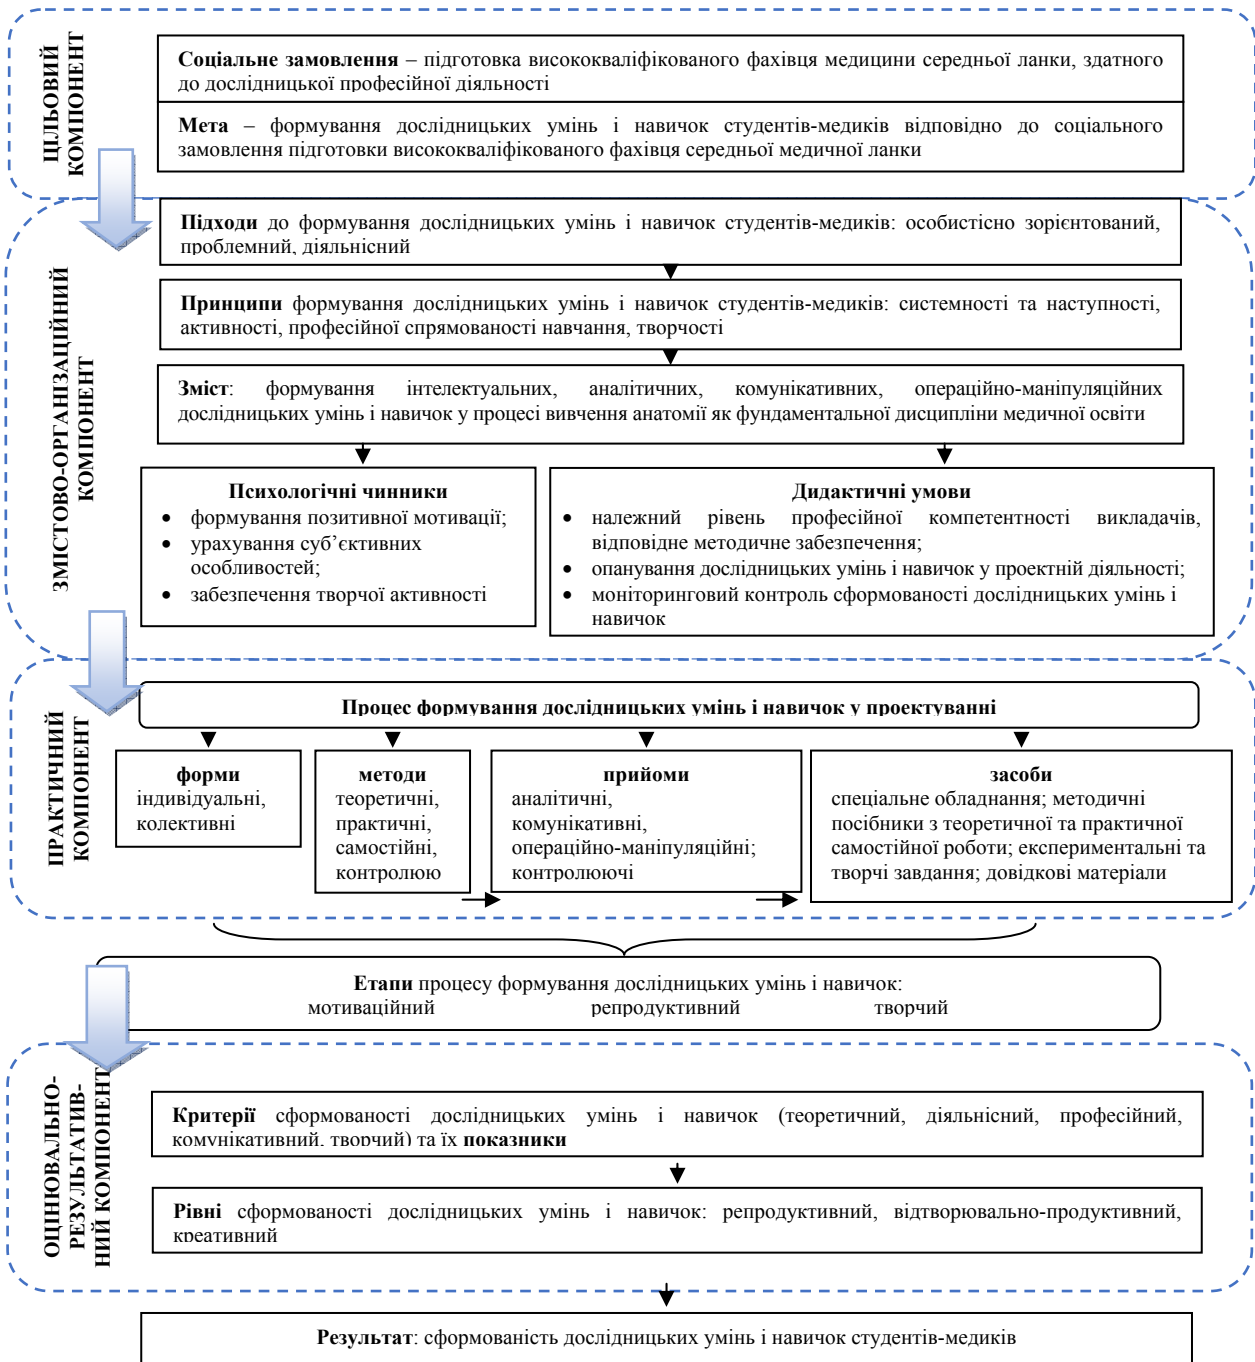 ЦІЛЬОВИЙ
КОМПОНЕНТ
Соціальне замовлення – підготовка висококваліфікованого фахівця медицини середньої ланки, здатного
до дослідницької професійної діяльності
Мета – формування дослідницьких умінь і навичок студентів-медиків відповідно до соціального
замовлення підготовки висококваліфікованого фахівця середньої медичної ланки
ЗМІСТОВО-ОРГАНІЗАЦІЙНИЙ
КОМПОНЕНТ
Підходи до формування дослідницьких умінь і навичок студентів-медиків: особистісно зорієнтований,
проблемний, діяльнісний
Принципи формування дослідницьких умінь і навичок студентів-медиків: системності та наступності,
активності, професійної спрямованості навчання, творчості
Зміст: формування інтелектуальних, аналітичних, комунікативних, операційно-маніпуляційних
дослідницьких умінь і навичок у процесі вивчення анатомії як фундаментальної дисципліни медичної освіти
Психологічні чинники
• формування позитивної мотивації;
• урахування суб’єктивних
особливостей;
• забезпечення творчої активності
Дидактичні умови
• належний рівень професійної компетентності викладачів,
відповідне методичне забезпечення;
• опанування дослідницьких умінь і навичок у проектній діяльності;
• моніторинговий контроль сформованості дослідницьких умінь і
навичок
ПРАКТИЧНИЙ
КОМПОНЕНТ
Процес формування дослідницьких умінь і навичок у проектуванні
форми
індивідуальні,
колективні
методи
теоретичні,
практичні,
самостійні,
контролюю
прийоми
аналітичні,
комунікативні,
операційно-маніпуляційні;
контролюючі
засоби
спеціальне обладнання; методичні
посібники з теоретичної та практичної
самостійної роботи; експериментальні та
творчі завдання; довідкові матеріали
Етапи процесу формування дослідницьких умінь і навичок:
мотиваційний репродуктивний творчий
ОЦІНЮВАЛЬНО-
РЕЗУЛЬТАТИВ-
НИЙ КОМПОНЕНТ
Критерії сформованості дослідницьких умінь і навичок (теоретичний, діяльнісний, професійний,
комунікативний, творчий) та їх показники
Рівні сформованості дослідницьких умінь і навичок: репродуктивний, відтворювально-продуктивний,
креативний
Результат: сформованість дослідницьких умінь і навичок студентів-медиків